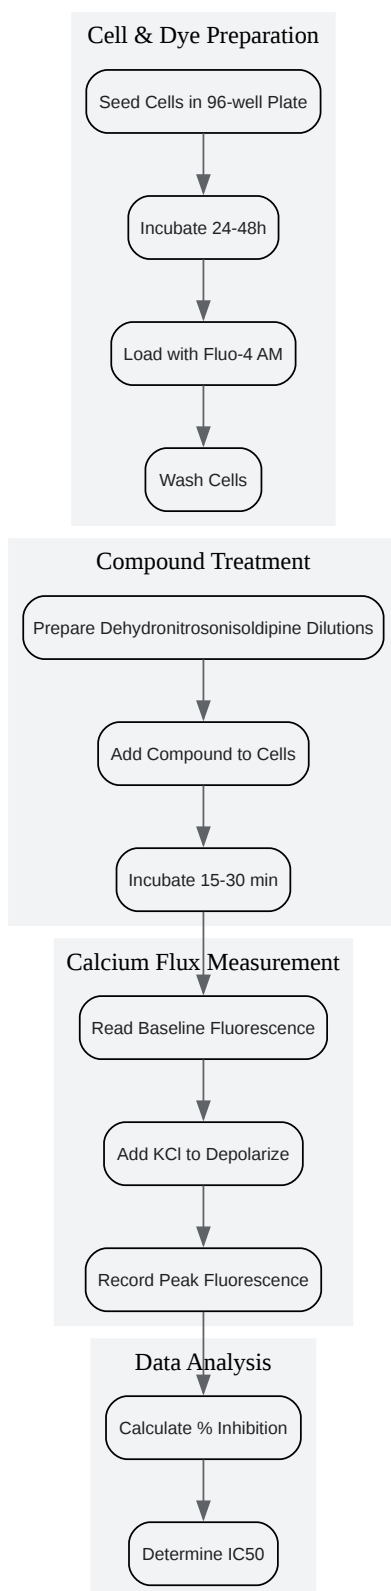 Cell & Dye Preparation
Seed Cells in 96-well Plate
Incubate 24-48h
Load with Fluo-4 AM
Wash Cells
Compound Treatment
Prepare Dehydronitrosonisoldipine Dilutions
Add Compound to Cells
Incubate 15-30 min
Calcium Flux Measurement
Read Baseline Fluorescence
Add KCl to Depolarize
Record Peak Fluorescence
Data Analysis
Calculate % Inhibition
Determine IC50